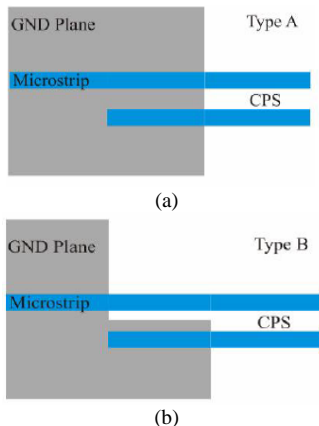 GND Plane Type A
Microstrip
CPS
(a)
GND Plane Type B
Microstrip
CPS
(b)